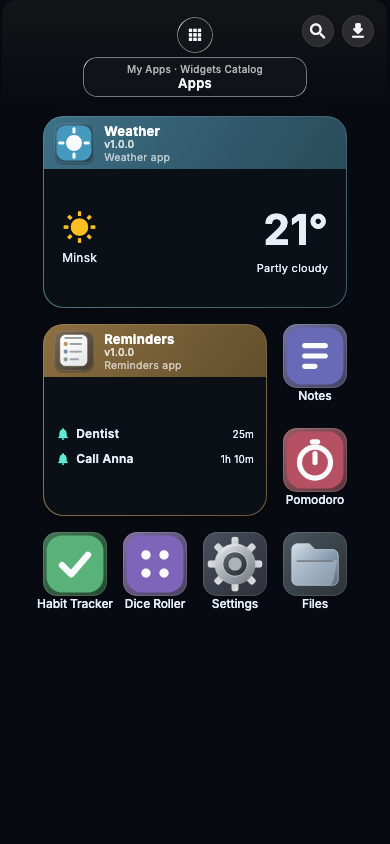 My Apps · Widgets Catalog
Apps
Weather
v1.0.0
Weather app
21°
Minsk
Partly cloudy
Reminders
v1.0.0
Reminders app
Dentist 25m
Call Anna 1h 10m
Notes
Pomodoro
Habit Tracker
Dice Roller
Settings
Files